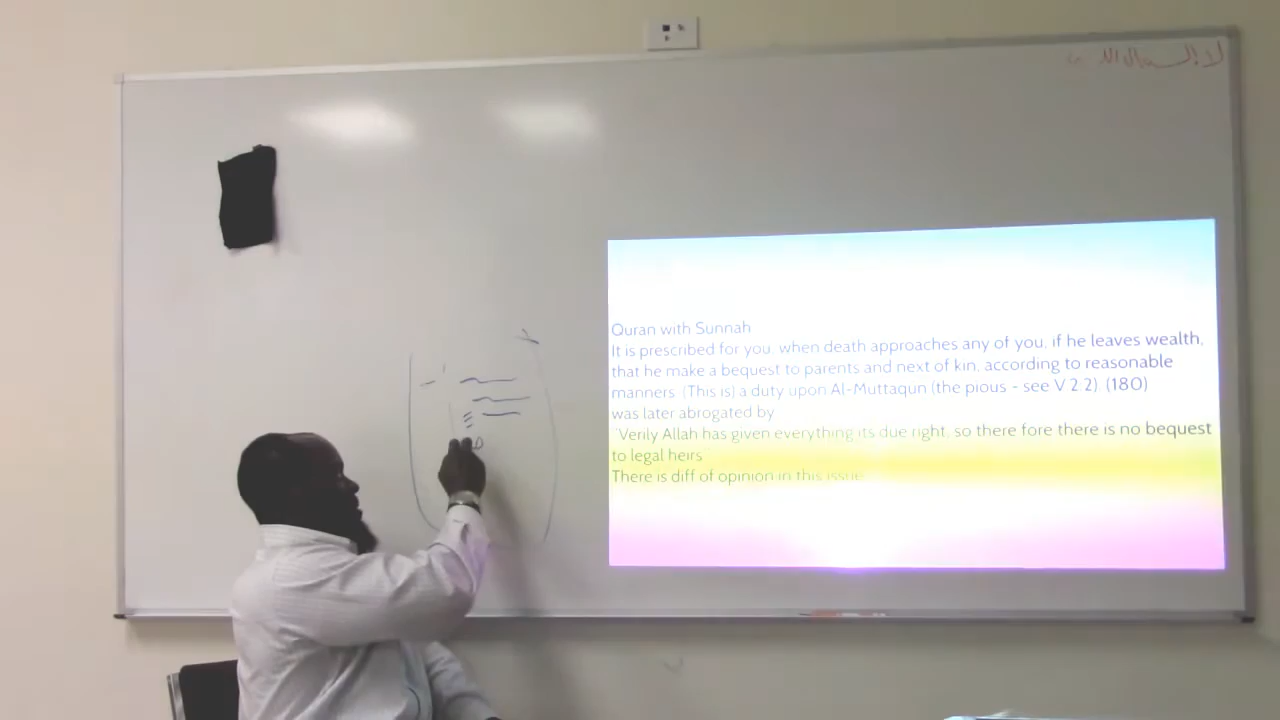 Quran with Sunnah
It is prescribed for you, when death approaches any of you, if he leaves wealth,
that he make a bequest to parents and next of kin, according to reasonable
manners. (This is) a duty upon Al-Muttaqun (the pious - see V.2:2). (180)
was later abrogated by
"Verily Allah has given everything its due right, so there fore there is no bequest
to legal heirs"
There is diff of opinion in this issue